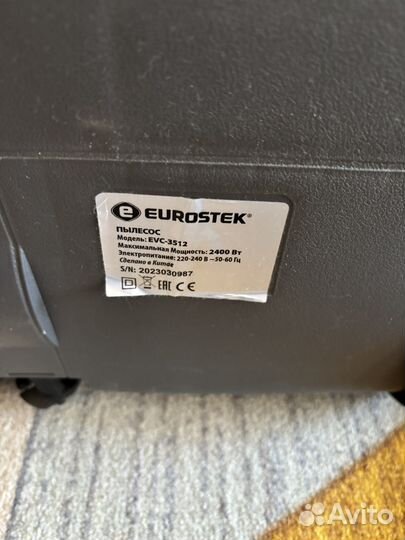 EUROSTEK®
ПЫЛЕСОС
Модель: EVC-3512
Максимальная Мощность: 2400 Вт
Электропитание: 220-240 В ~50-60 Гц
Сделано в Китае
S/N: 2023030987
EAC CE
Avito